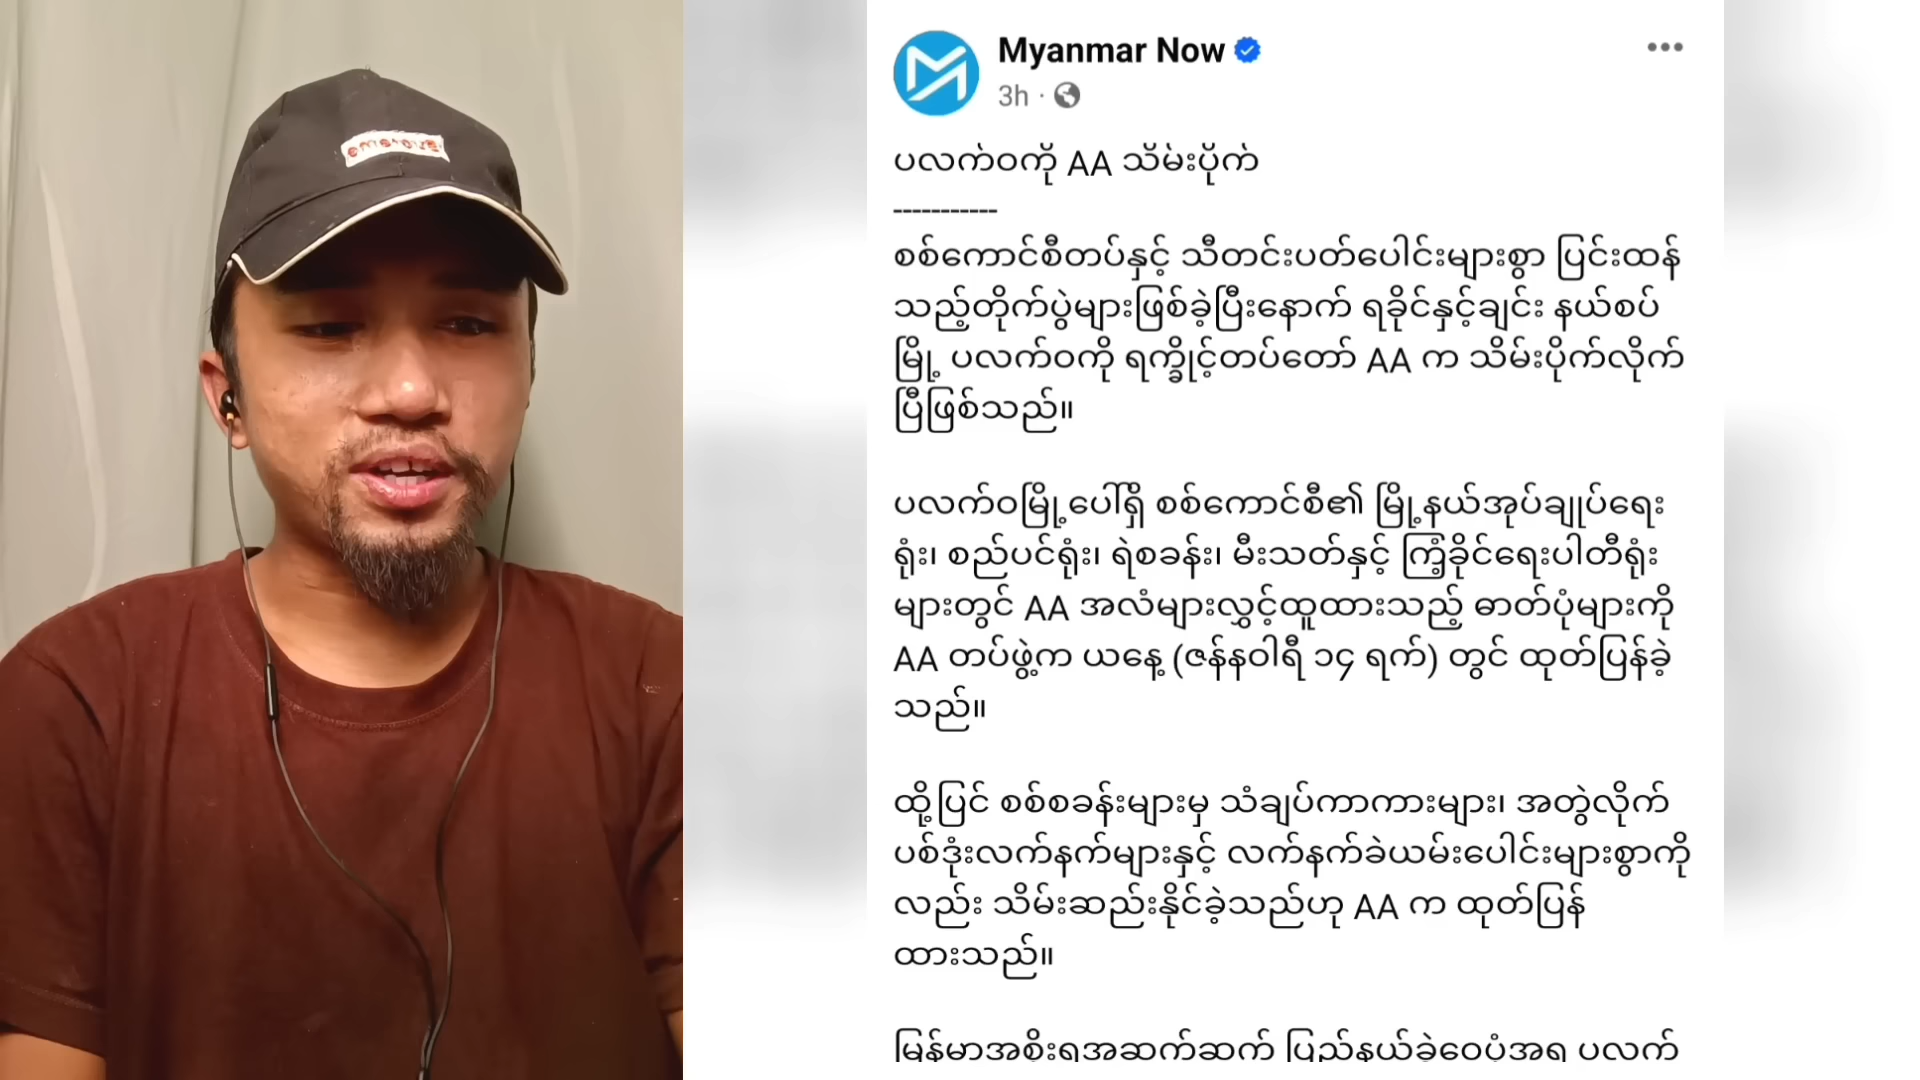 Myanmar Now
3h ·
ပလက်ဝကို AA သိမ်းပိုက်
-----------
စစ်ကောင်စီတပ်နှင့် သီတင်းပတ်ပေါင်းများစွာ ပြင်းထန်
သည့်တိုက်ပွဲများဖြစ်ခဲ့ပြီးနောက် ရခိုင်နှင့်ချင်း နယ်စပ်
မြို့ ပလက်ဝကို ရက္ခိုင့်တပ်တော် AA က သိမ်းပိုက်လိုက်
ပြီဖြစ်သည်။
ပလက်ဝမြို့ပေါ်ရှိ စစ်ကောင်စီ၏ မြို့နယ်အုပ်ချုပ်ရေး
ရုံး၊ စည်ပင်ရုံး၊ ရဲစခန်း၊ မီးသတ်နှင့် ကြံ့ခိုင်ရေးပါတီရုံး
များတွင် AA အလံများလွှင့်ထူထားသည့် ဓာတ်ပုံများကို
AA တပ်ဖွဲ့က ယနေ့ (ဇန်နဝါရီ ၁၄ ရက်) တွင် ထုတ်ပြန်ခဲ့
သည်။
ထို့ပြင် စစ်စခန်းများမှ သံချပ်ကာကားများ၊ အတွဲလိုက်
ပစ်ဒုံးလက်နက်များနှင့် လက်နက်ခဲယမ်းပေါင်းများစွာကို
လည်း သိမ်းဆည်းနိုင်ခဲ့သည်ဟု AA က ထုတ်ပြန်
ထားသည်။
မြန်မာအစိုးရအဆက်ဆက် ပြည်နယ်ခွဲဝေပုံအရ ပလက်